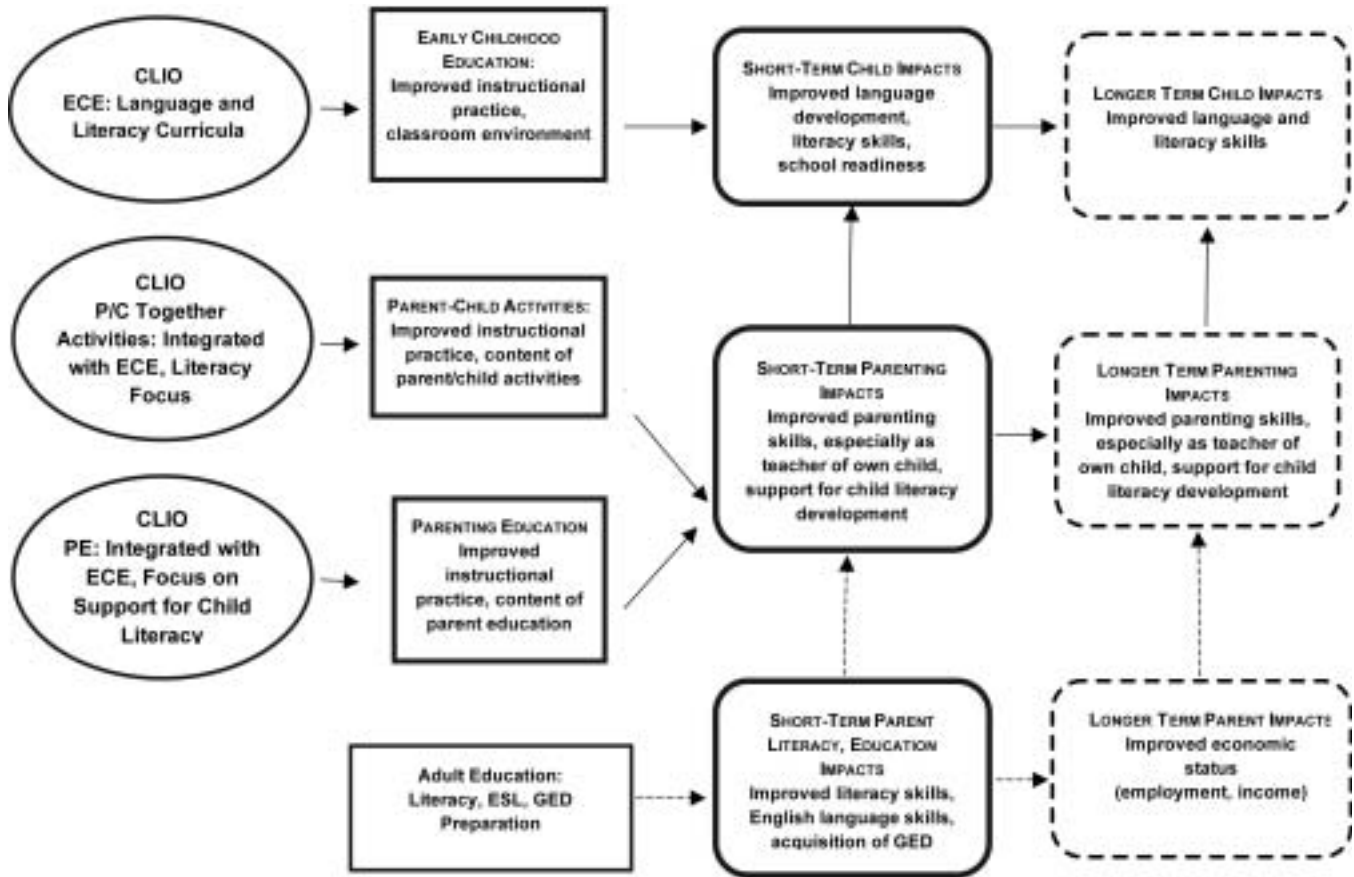 CLIO
ECE: Language and
Literacy Curricula
EARLY CHILDHOOD
EDUCATION:
Improved instructional
practice,
classroom environment
SHORT-TERM CHILD IMPACTS
Improved language
development,
literacy skills,
school readiness
LONGER TERM CHILD IMPACTS
Improved language and
literacy skills
CLIO
P/C Together
Activities: Integrated
with ECE, Literacy
Focus
PARENT-CHILD ACTIVITIES:
Improved instructional
practice, content of
parent/child activities
SHORT-TERM PARENTING
IMPACTS
Improved parenting
skills, especially as
teacher of own child,
support for child literacy
development
LONGER TERM PARENTING
IMPACTS
Improved parenting skills,
especially as teacher of
own child, support for child
literacy development
CLIO
PE: Integrated with
ECE, Focus on
Support for Child
Literacy
PARENTING EDUCATION
Improved
instructional
practice, content of
parent education
Adult Education:
Literacy, ESL, GED
Preparation
SHORT-TERM PARENT
LITERACY, EDUCATION
IMPACTS
Improved literacy skills,
English language skills,
acquisition of GED
LONGER TERM PARENT IMPACTS
Improved economic
status
(employment, income)